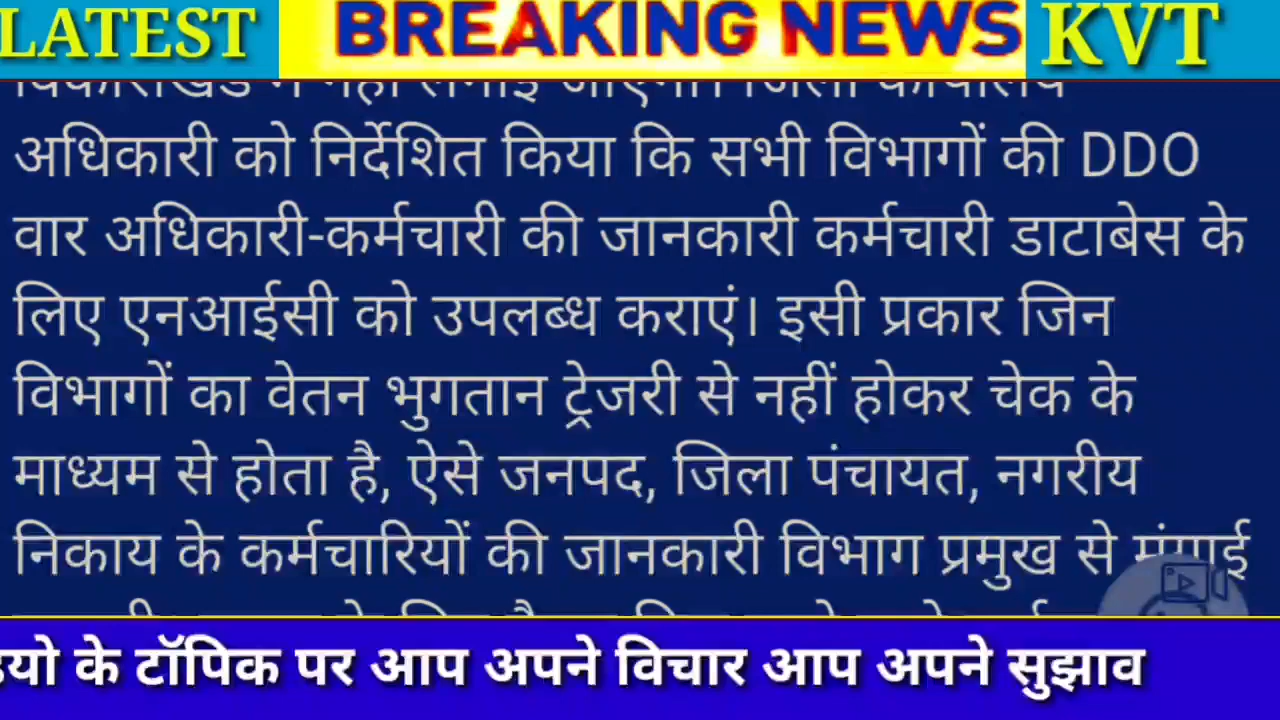 LATEST BREAKING NEWS KVT
अधिकारी को निर्देशित किया कि सभी विभागों की DDO
वार अधिकारी-कर्मचारी की जानकारी कर्मचारी डाटाबेस के
लिए एनआईसी को उपलब्ध कराएं। इसी प्रकार जिन
विभागों का वेतन भुगतान ट्रेजरी से नहीं होकर चेक के
माध्यम से होता है, ऐसे जनपद, जिला पंचायत, नगरीय
निकाय के कर्मचारियों की जानकारी विभाग प्रमुख से मंगाई
के टॉपिक पर आप अपने विचार आप अपने सुझाव